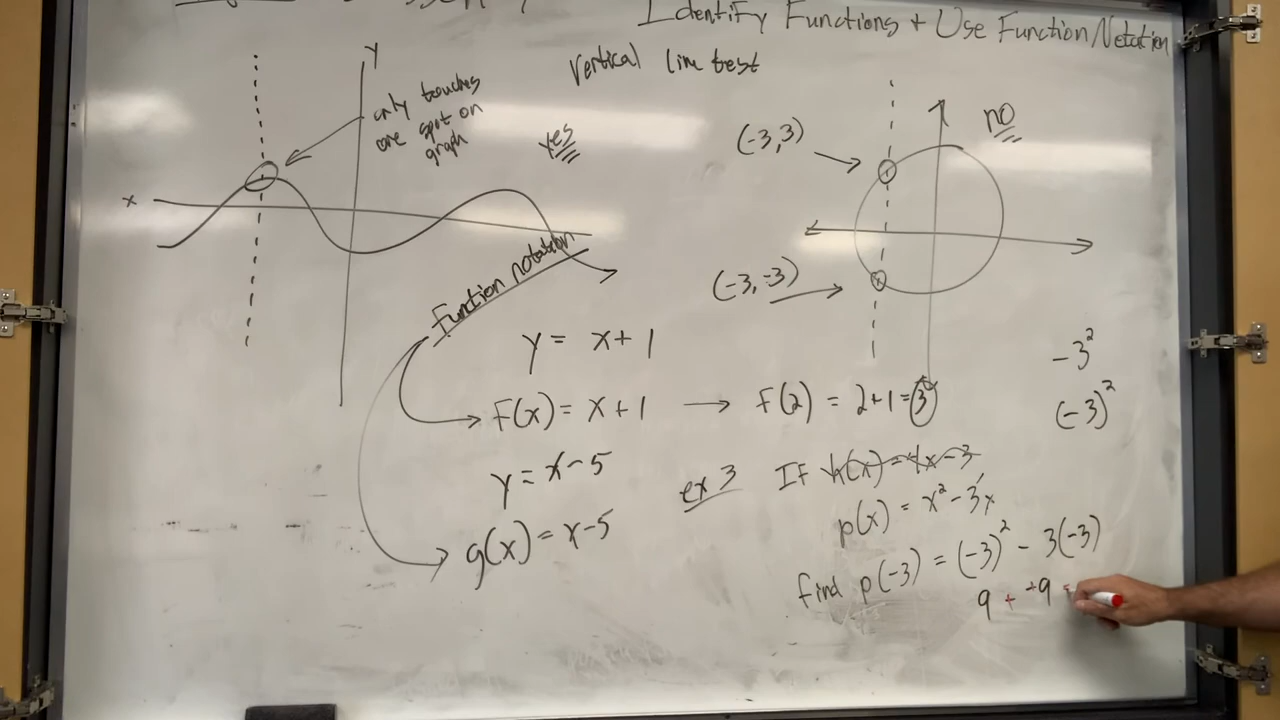 Identify Functions + Use Function Notation
Vertical line test
y
only touches
one spot on
graph
yes
x
(-3,3)
no
(-3,-3)
Function notation
y = x+1
F(x) = x+1 → F(2) = 2+1=3
y = x-5
g(x) = x-5
-3²
(-3)²
ex 3 If h(x)=4x-3
p(x) = x² - 3x
find p(-3) = (-3)² - 3(-3)
9 + +9 =